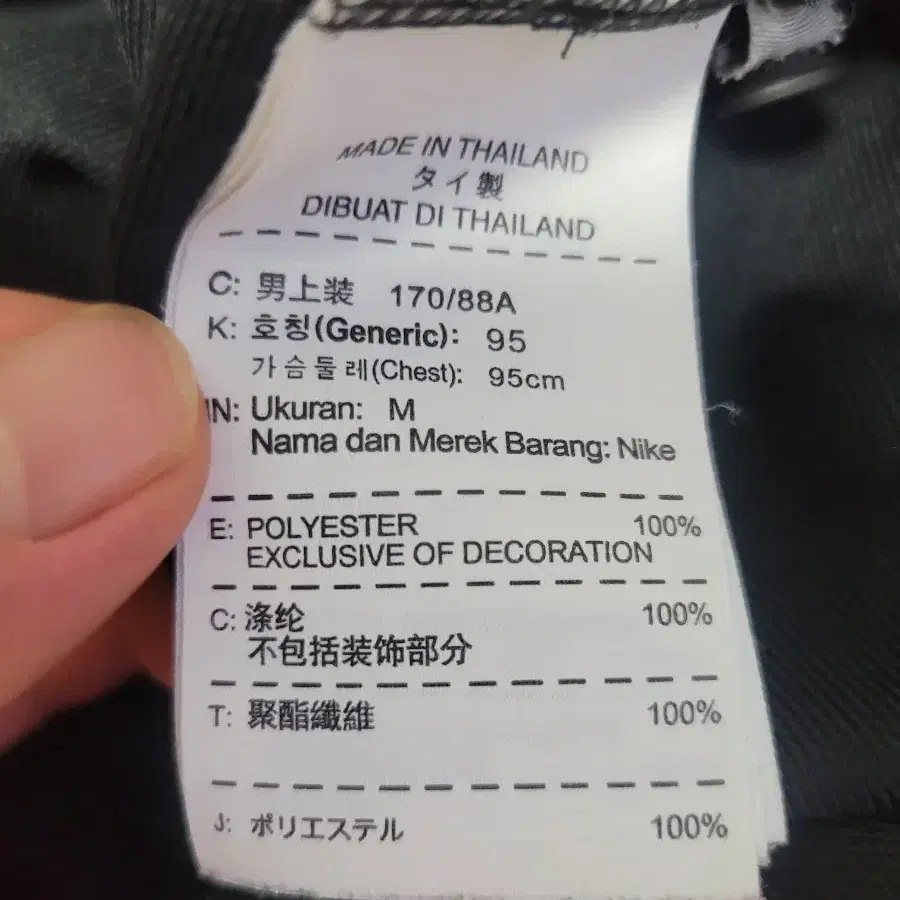 MADE IN THAILAND
タイ製
DIBUAT DI THAILAND
C: 男上装 170/88A
K: 호칭(Generic): 95
가슴둘레(Chest): 95cm
IN: Ukuran: M
Nama dan Merek Barang: Nike
E: POLYESTER 100%
EXCLUSIVE OF DECORATION
C: 涤纶 100%
不包括装饰部分
T: 聚酯纖維 100%
J: ポリエステル 100%